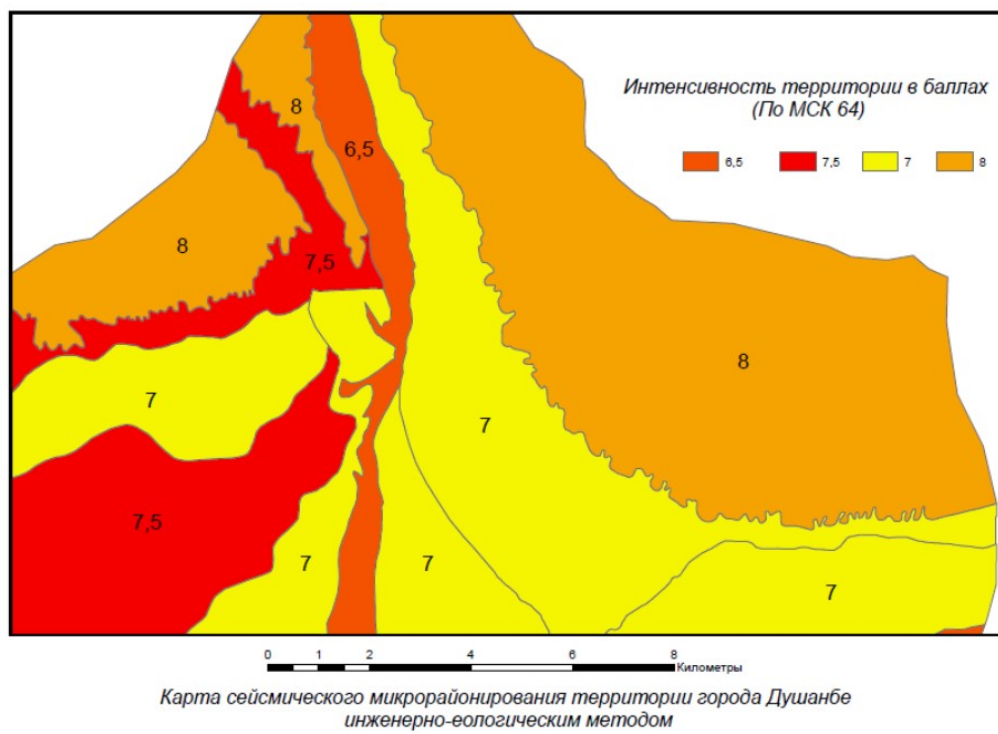 Интенсивность территории в баллах
(По МСК 64)
6,5 7,5 7 8
8
6,5
8
7,5
8
7
7
7,5
7
7
7
0 1 2 4 6 8
Километры
Карта сейсмического микрорайонирования территории города Душанбе
инженерно-еологическим методом